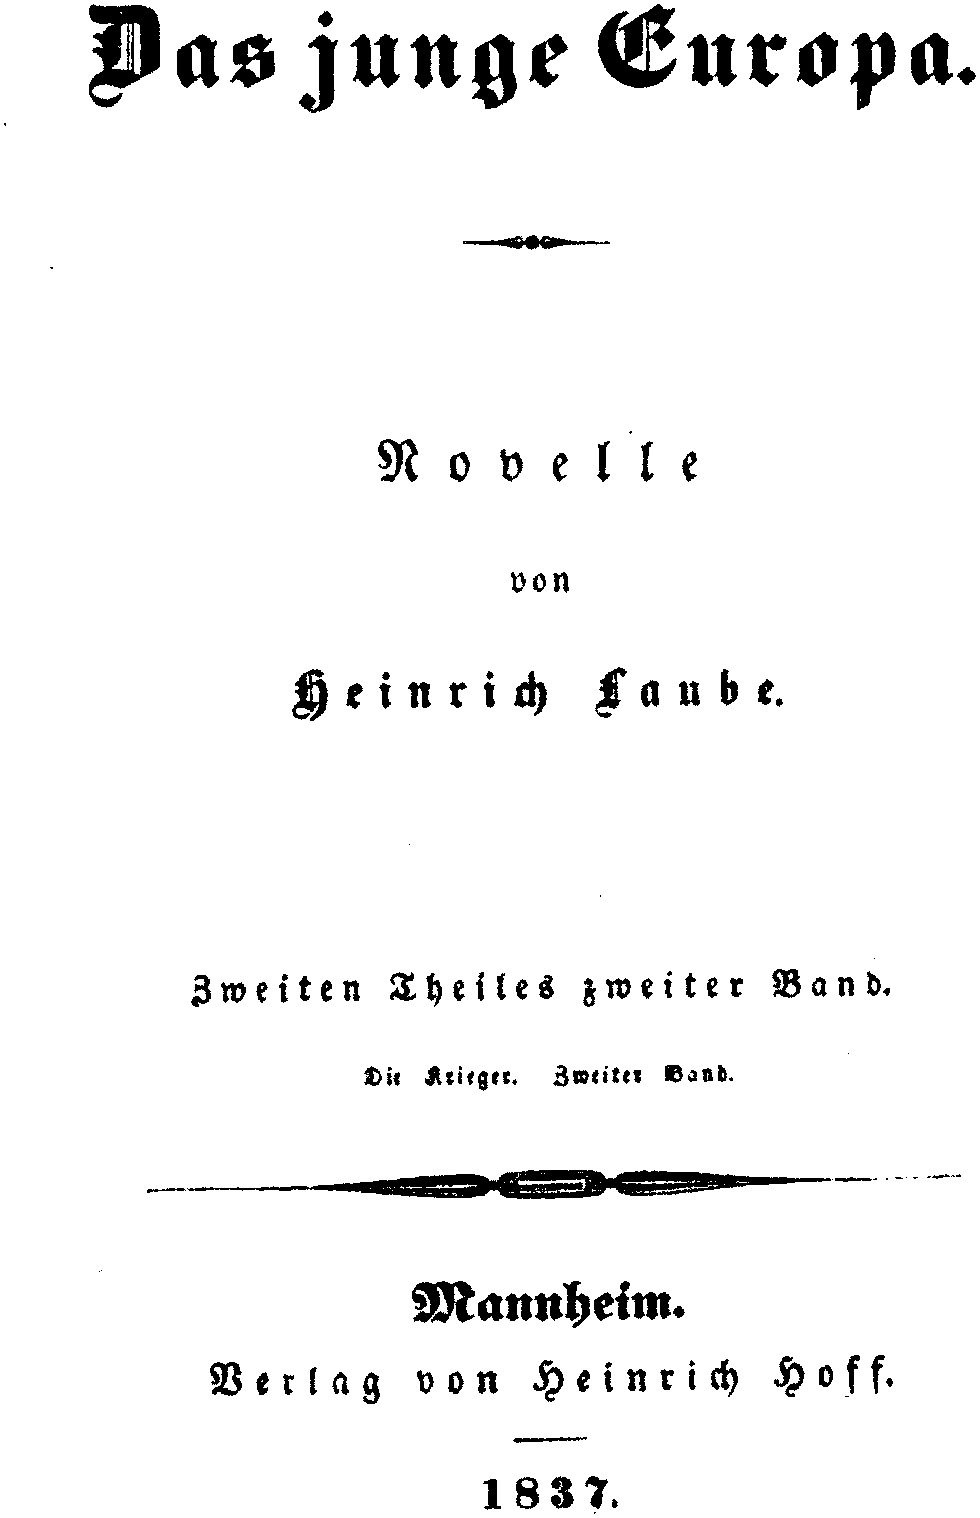 Das junge Europa.
Novelle
von
Heinrich Laube.
Zweiten Theiles zweiter Band.
Die Krieger. Zweiter Band.
Mannheim.
Verlag von Heinrich Hoff.
1837.